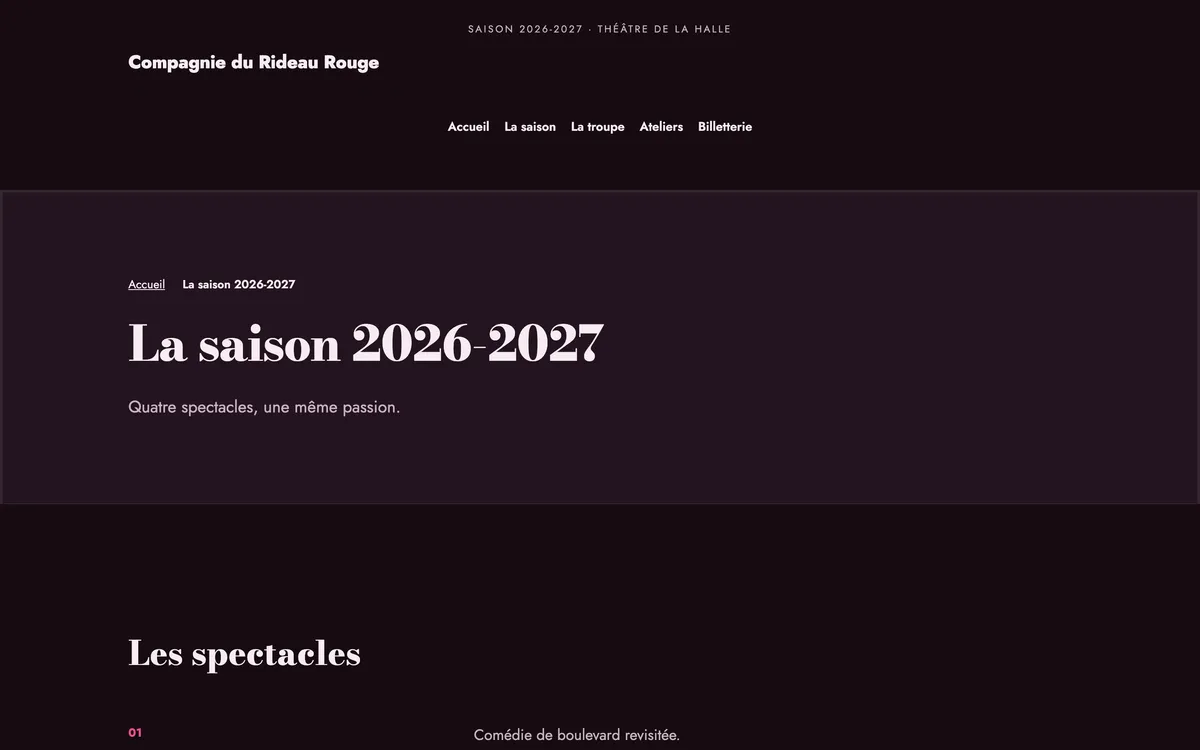 SAISON 2026-2027 · THÉÂTRE DE LA HALLE
Compagnie du Rideau Rouge
Accueil La saison La troupe Ateliers Billetterie
Accueil La saison 2026-2027
La saison 2026-2027
Quatre spectacles, une même passion.
Les spectacles
01 Comédie de boulevard revisitée.